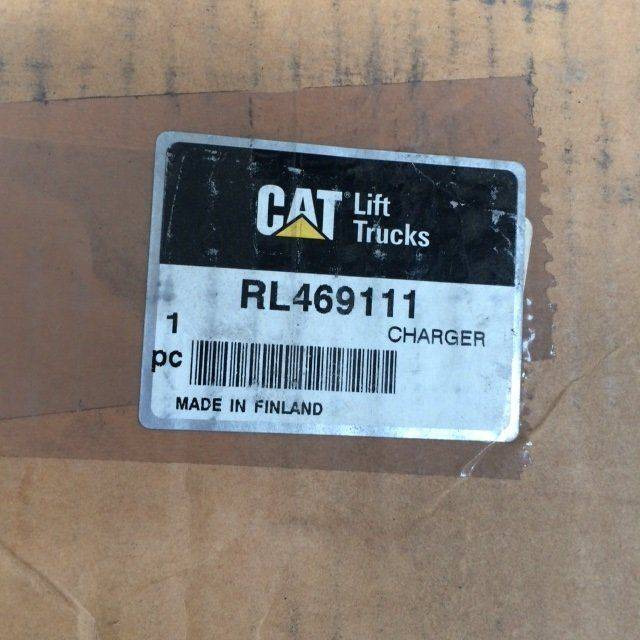 CAT® Lift
Trucks
RL469111
CHARGER
1
pc
MADE IN FINLAND